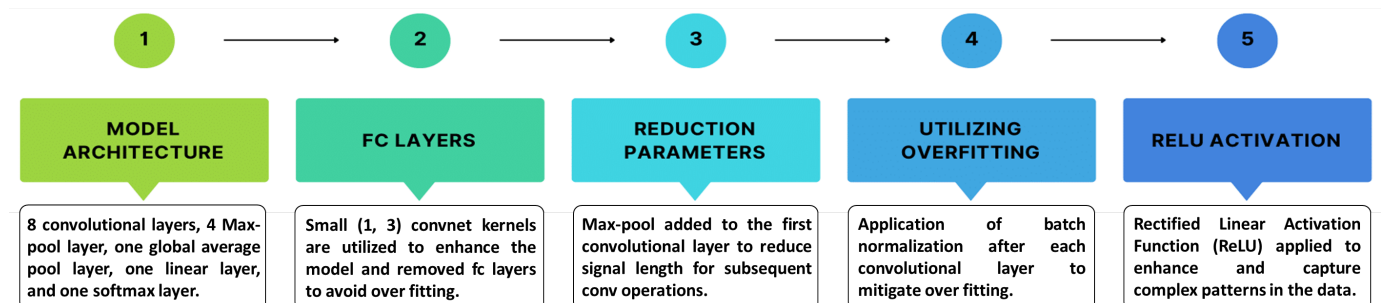 1
2
3
4
5
MODEL
ARCHITECTURE
FC LAYERS
REDUCTION
PARAMETERS
UTILIZING
OVERFITTING
RELU ACTIVATION
8 convolutional layers, 4 Max-
pool layer, one global average
pool layer, one linear layer,
and one softmax layer.
Small (1, 3) convnet kernels
are utilized to enhance the
model and removed fc layers
to avoid over fitting.
Max-pool added to the first
convolutional layer to reduce
signal length for subsequent
conv operations.
Application of batch
normalization after each
convolutional layer to
mitigate over fitting.
Rectified Linear Activation
Function (ReLU) applied to
enhance and capture
complex patterns in the data.